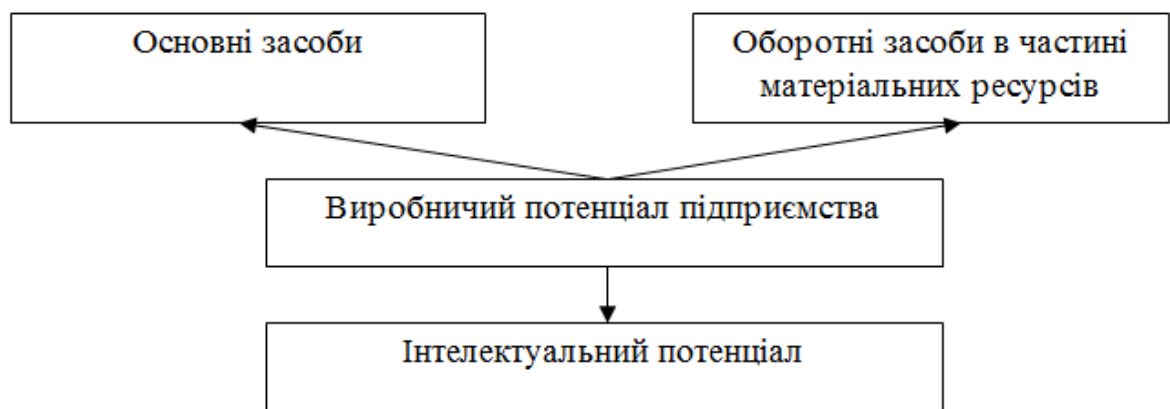 Основні засоби
Оборотні засоби в частині
матеріальних ресурсів
Виробничий потенціал підприємства
Інтелектуальний потенціал